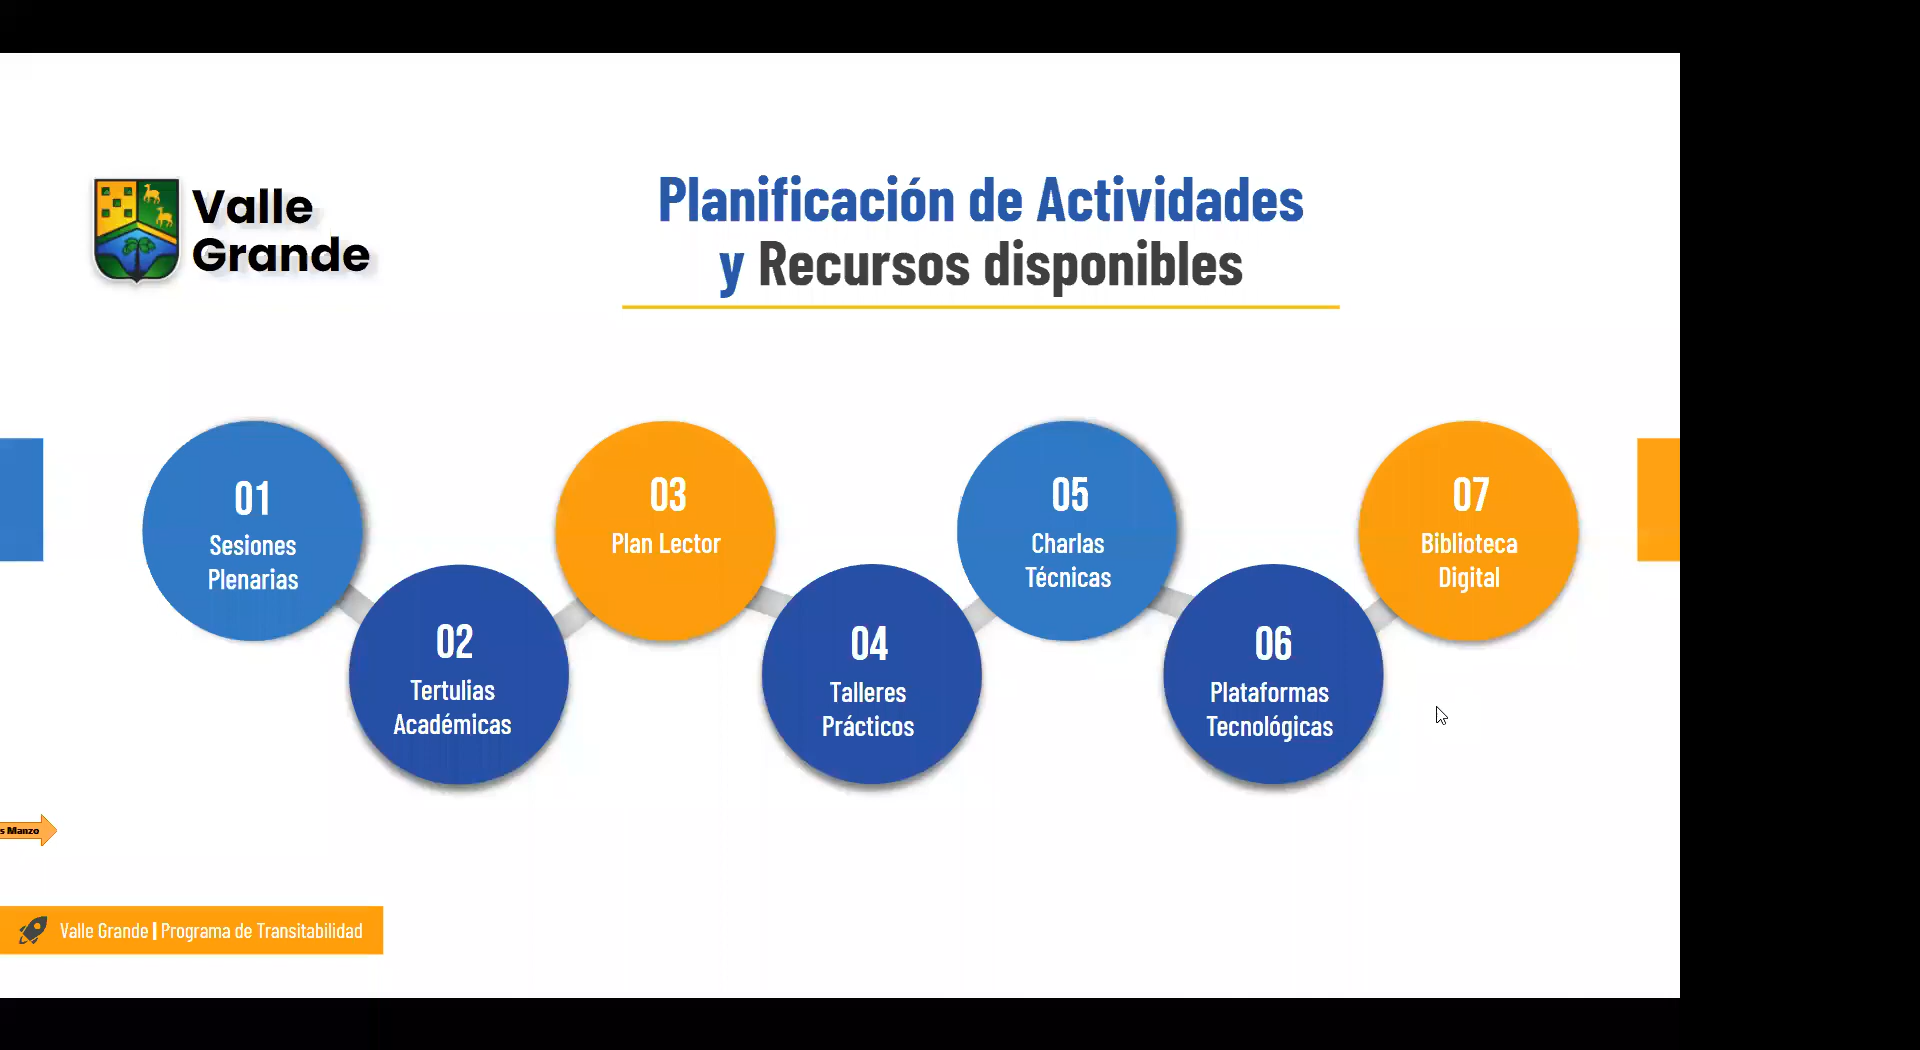 Valle
Grande
Planificación de Actividades
y Recursos disponibles
01
Sesiones
Plenarias
02
Tertulias
Académicas
03
Plan Lector
04
Talleres
Prácticos
05
Charlas
Técnicas
06
Plataformas
Tecnológicas
07
Biblioteca
Digital
s Manzo
Valle Grande | Programa de Transitabilidad